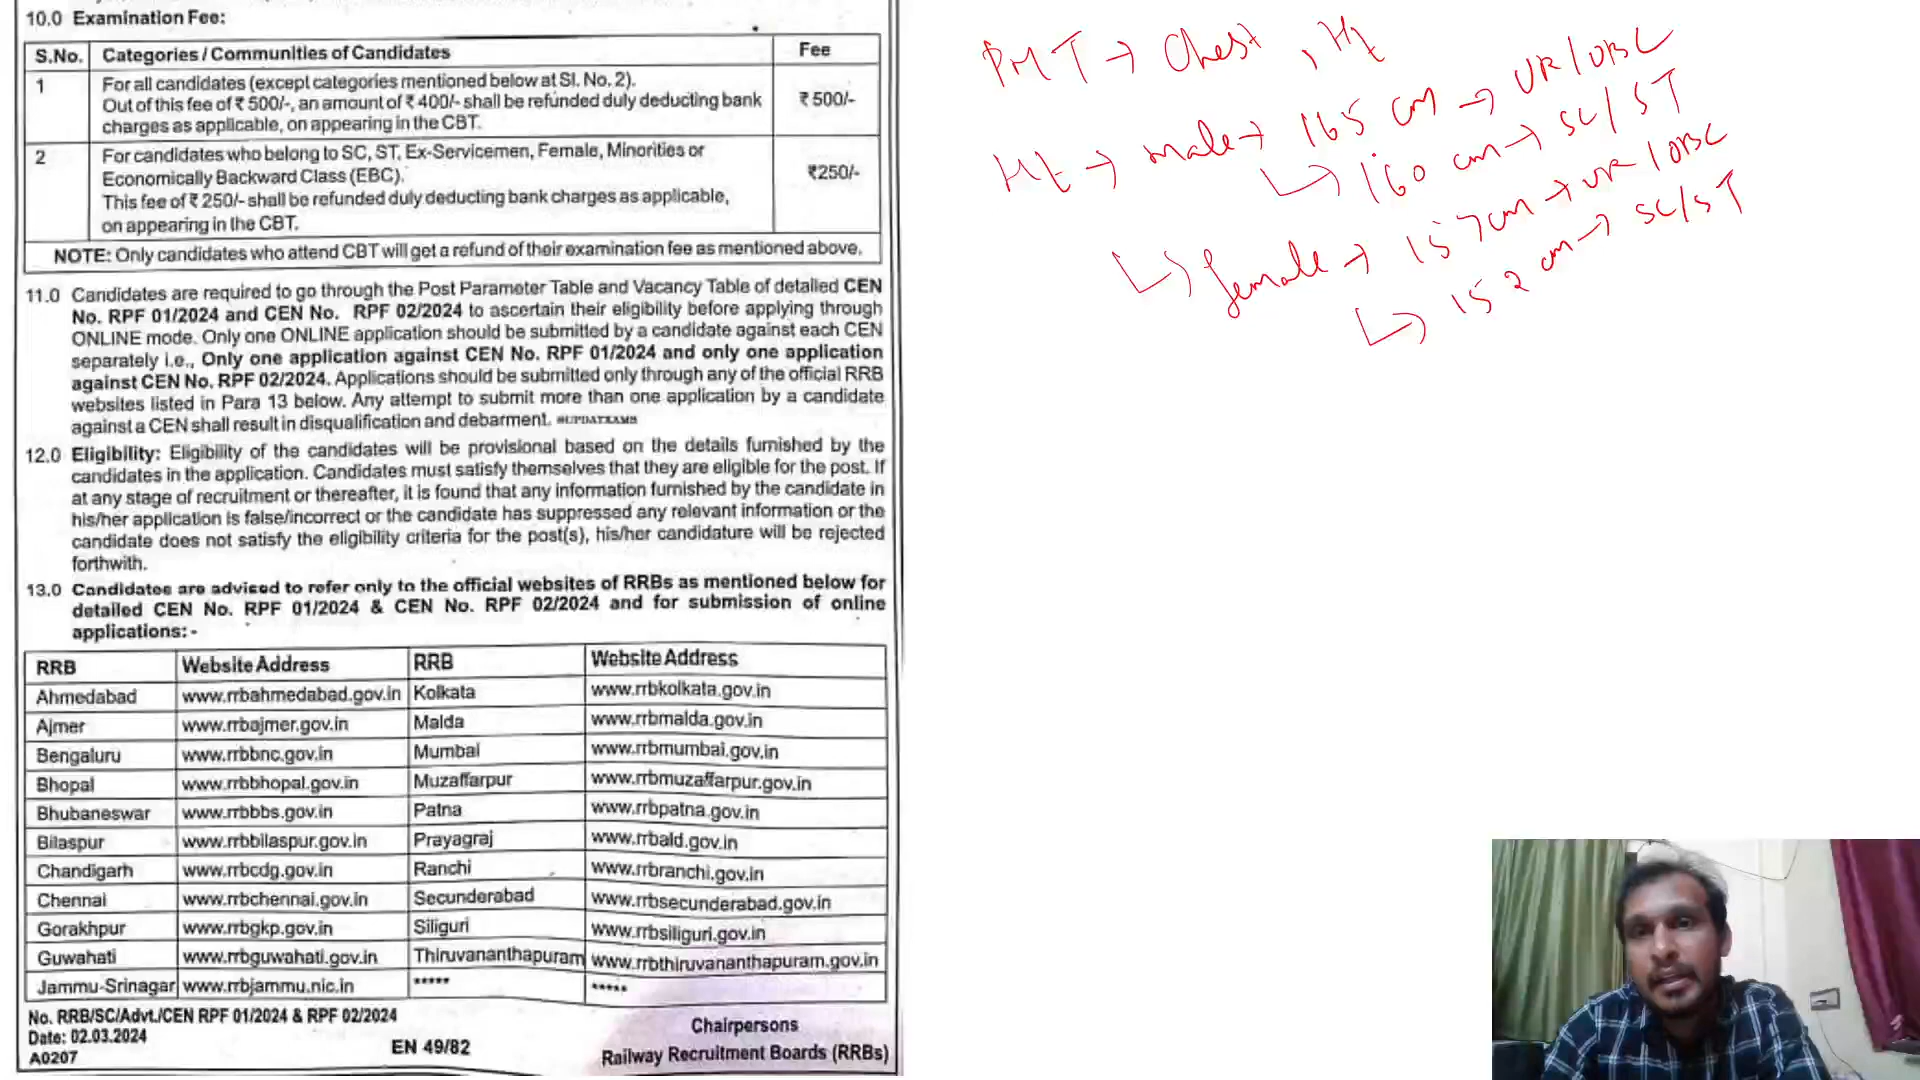 10.0 Examination Fee:
S.No. Categories / Communities of Candidates Fee
1 For all candidates (except categories mentioned below at Sl. No. 2).
Out of this fee of ₹ 500/-, an amount of ₹ 400/- shall be refunded duly deducting bank charges as applicable, on appearing in the CBT. ₹ 500/-
2 For candidates who belong to SC, ST, Ex-Servicemen, Female, Minorities or
Economically Backward Class (EBC).
This fee of ₹ 250/- shall be refunded duly deducting bank charges as applicable,
on appearing in the CBT. ₹250/-
NOTE: Only candidates who attend CBT will get a refund of their examination fee as mentioned above.
11.0 Candidates are required to go through the Post Parameter Table and Vacancy Table of detailed CEN
No. RPF 01/2024 and CEN No. RPF 02/2024 to ascertain their eligibility before applying through
ONLINE mode. Only one ONLINE application should be submitted by a candidate against each CEN
separately i.e., Only one application against CEN No. RPF 01/2024 and only one application
against CEN No. RPF 02/2024. Applications should be submitted only through any of the official RRB
websites listed in Para 13 below. Any attempt to submit more than one application by a candidate
against a CEN shall result in disqualification and debarment. #UPDATEXAMS
12.0 Eligibility: Eligibility of the candidates will be provisional based on the details furnished by the
candidates in the application. Candidates must satisfy themselves that they are eligible for the post. If
at any stage of recruitment or thereafter, it is found that any information furnished by the candidate in
his/her application is false/incorrect or the candidate has suppressed any relevant information or the
candidate does not satisfy the eligibility criteria for the post(s), his/her candidature will be rejected
forthwith.
13.0 Candidates are advised to refer only to the official websites of RRBs as mentioned below for
detailed CEN No. RPF 01/2024 & CEN No. RPF 02/2024 and for submission of online
applications: -
RRB Website Address RRB Website Address
Ahmedabad www.rrbahmedabad.gov.in Kolkata www.rrbkolkata.gov.in
Ajmer www.rrbajmer.gov.in Malda www.rrbmalda.gov.in
Bengaluru www.rrbbnc.gov.in Mumbai www.rrbmumbai.gov.in
Bhopal www.rrbbhopal.gov.in Muzaffarpur www.rrbmuzaffarpur.gov.in
Bhubaneswar www.rrbbbs.gov.in Patna www.rrbpatna.gov.in
Bilaspur www.rrbbilaspur.gov.in Prayagraj www.rrbald.gov.in
Chandigarh www.rrbcdg.gov.in Ranchi www.rrbranchi.gov.in
Chennai www.rrbchennai.gov.in Secunderabad www.rrbsecunderabad.gov.in
Gorakhpur www.rrbgkp.gov.in Siliguri www.rrbsiliguri.gov.in
Guwahati www.rrbguwahati.gov.in Thiruvananthapuram www.rrbthiruvananthapuram.gov.in
Jammu-Srinagar www.rrbjammu.nic.in ***** *****
No. RRB/SC/Advt./CEN RPF 01/2024 & RPF 02/2024
Date: 02.03.2024
A0207
EN 49/82
Chairpersons
Railway Recruitment Boards (RRBs)
PMT → Chest, Ht
Ht → male → 165 cm → UR/OBC
↳ 160 cm → SC/ST
↳ female → 157 cm → UR/OBC
↳ 152 cm → SC/ST